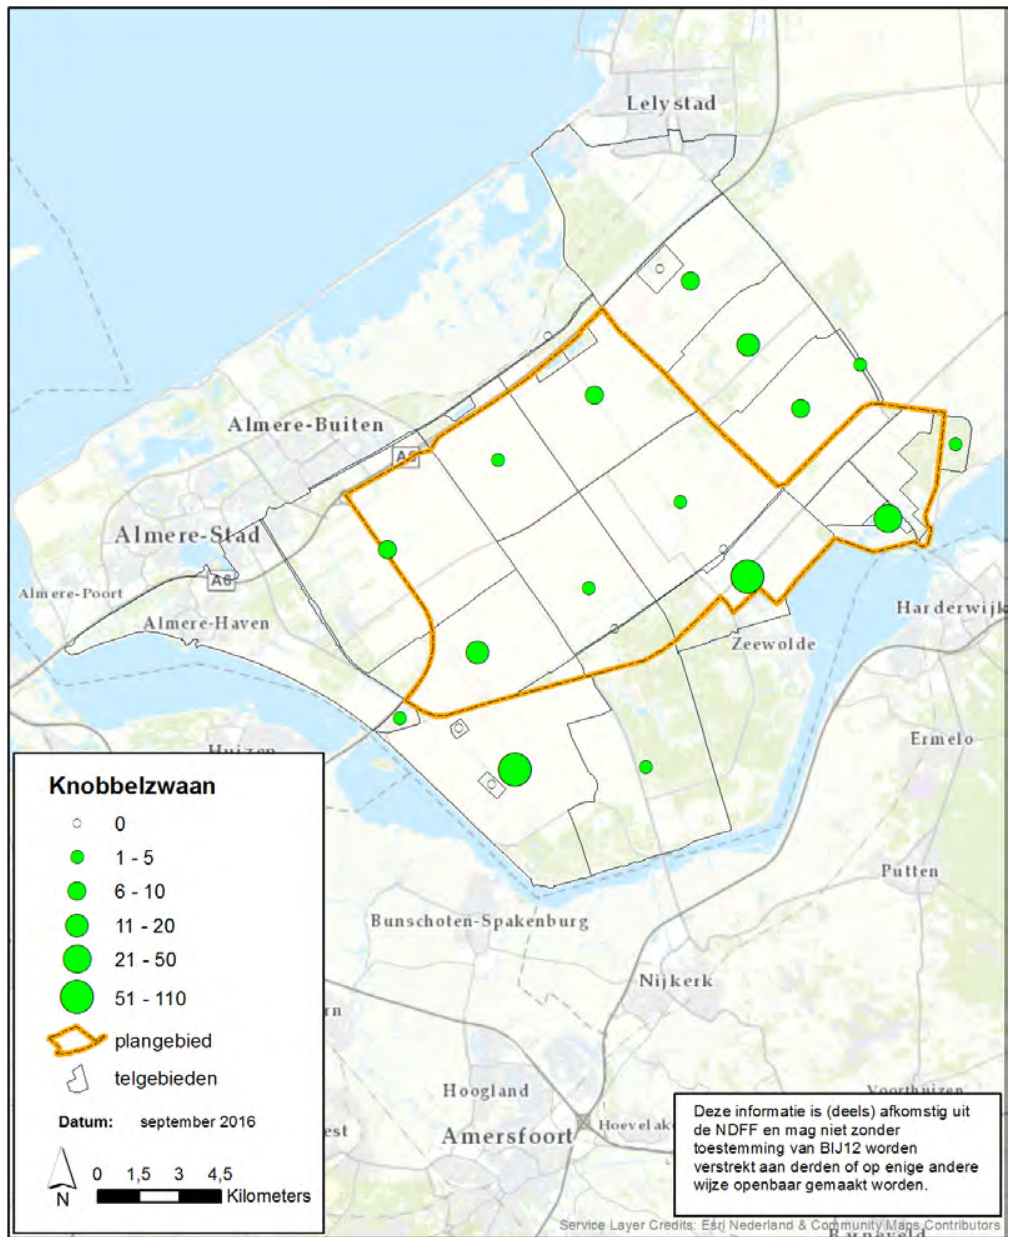 Lelystad
Almere-Buiten
A6
Almere-Stad
A6
Almere-Poort
Almere-Haven
Harderwijk
Zeewolde
Huizen
Ermelo
Putten
Bunschoten-Spakenburg
Nijkerk
Hoogland
Voorthuizen
Amersfoort
Hoevelak
Barneveld
Knobbelzwaan
0
1 - 5
6 - 10
11 - 20
21 - 50
51 - 110
plangebied
telgebieden
Datum: september 2016
N
0 1,5 3 4,5
Kilometers
Deze informatie is (deels) afkomstig uit
de NDFF en mag niet zonder
toestemming van BIJ12 worden
verstrekt aan derden of op enige andere
wijze openbaar gemaakt worden.
Service Layer Credits: Esri Nederland & Community Maps Contributors